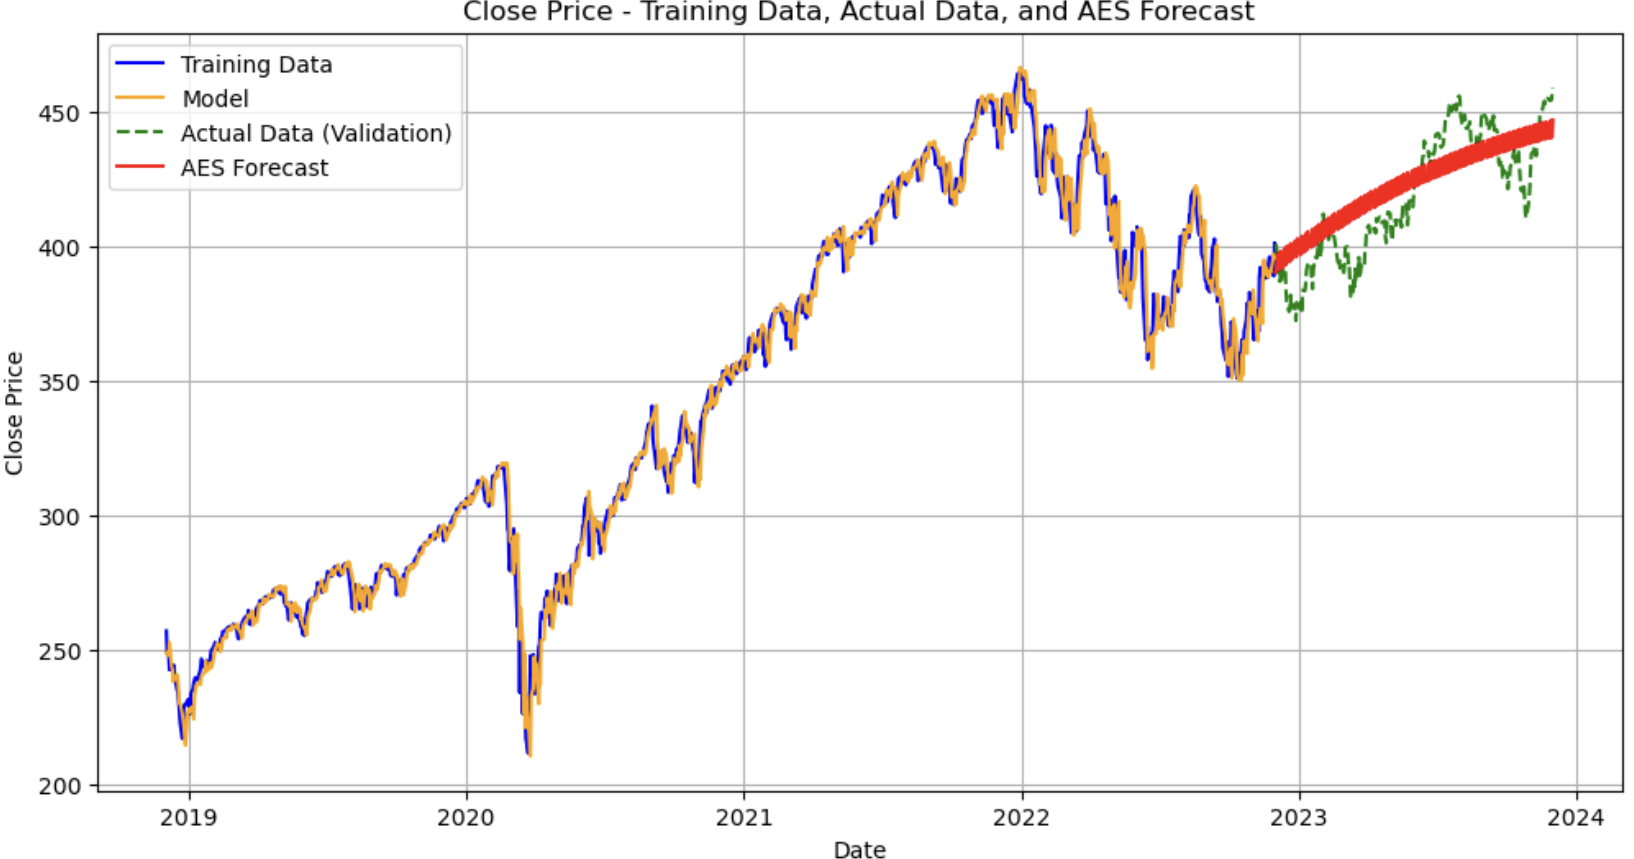 Close Price - Training Data, Actual Data, and AES Forecast
Training Data
Model
Actual Data (Validation)
AES Forecast
Close Price
450
400
350
300
250
200
2019 2020 2021 2022 2023 2024
Date